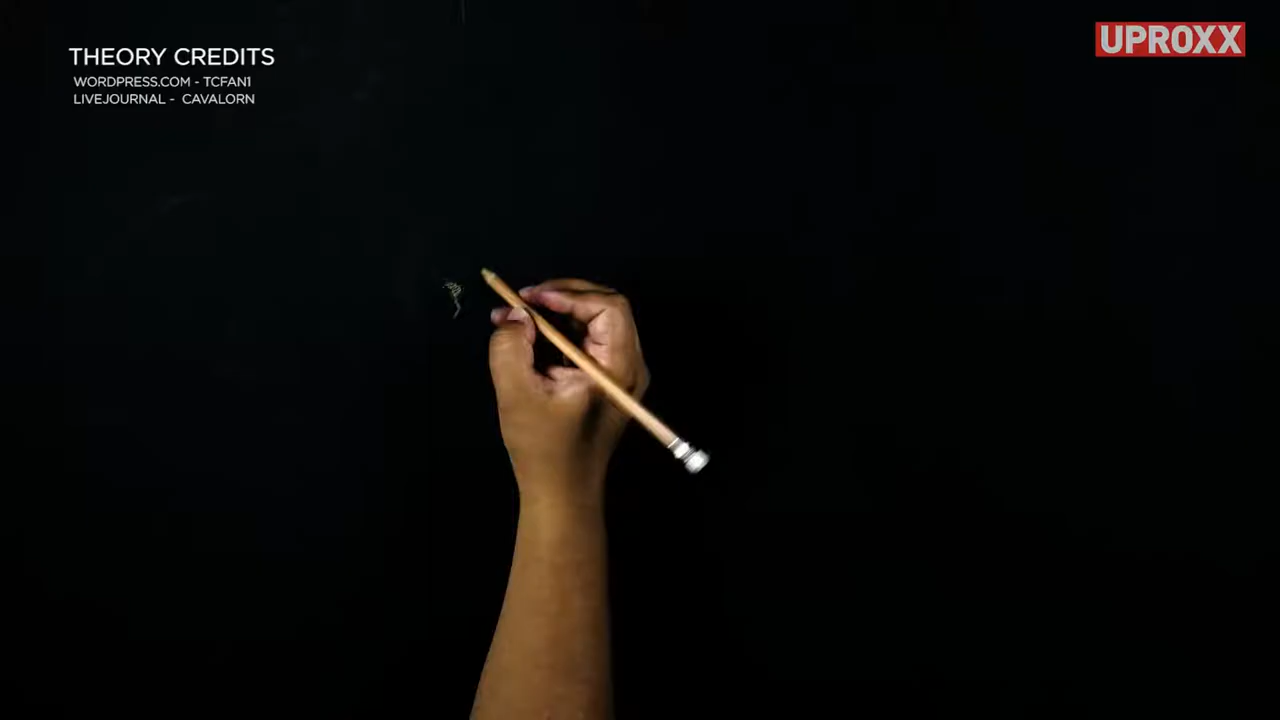 THEORY CREDITS
WORDPRESS.COM - TCFAN1
LIVEJOURNAL - CAVALORN
UPROXX